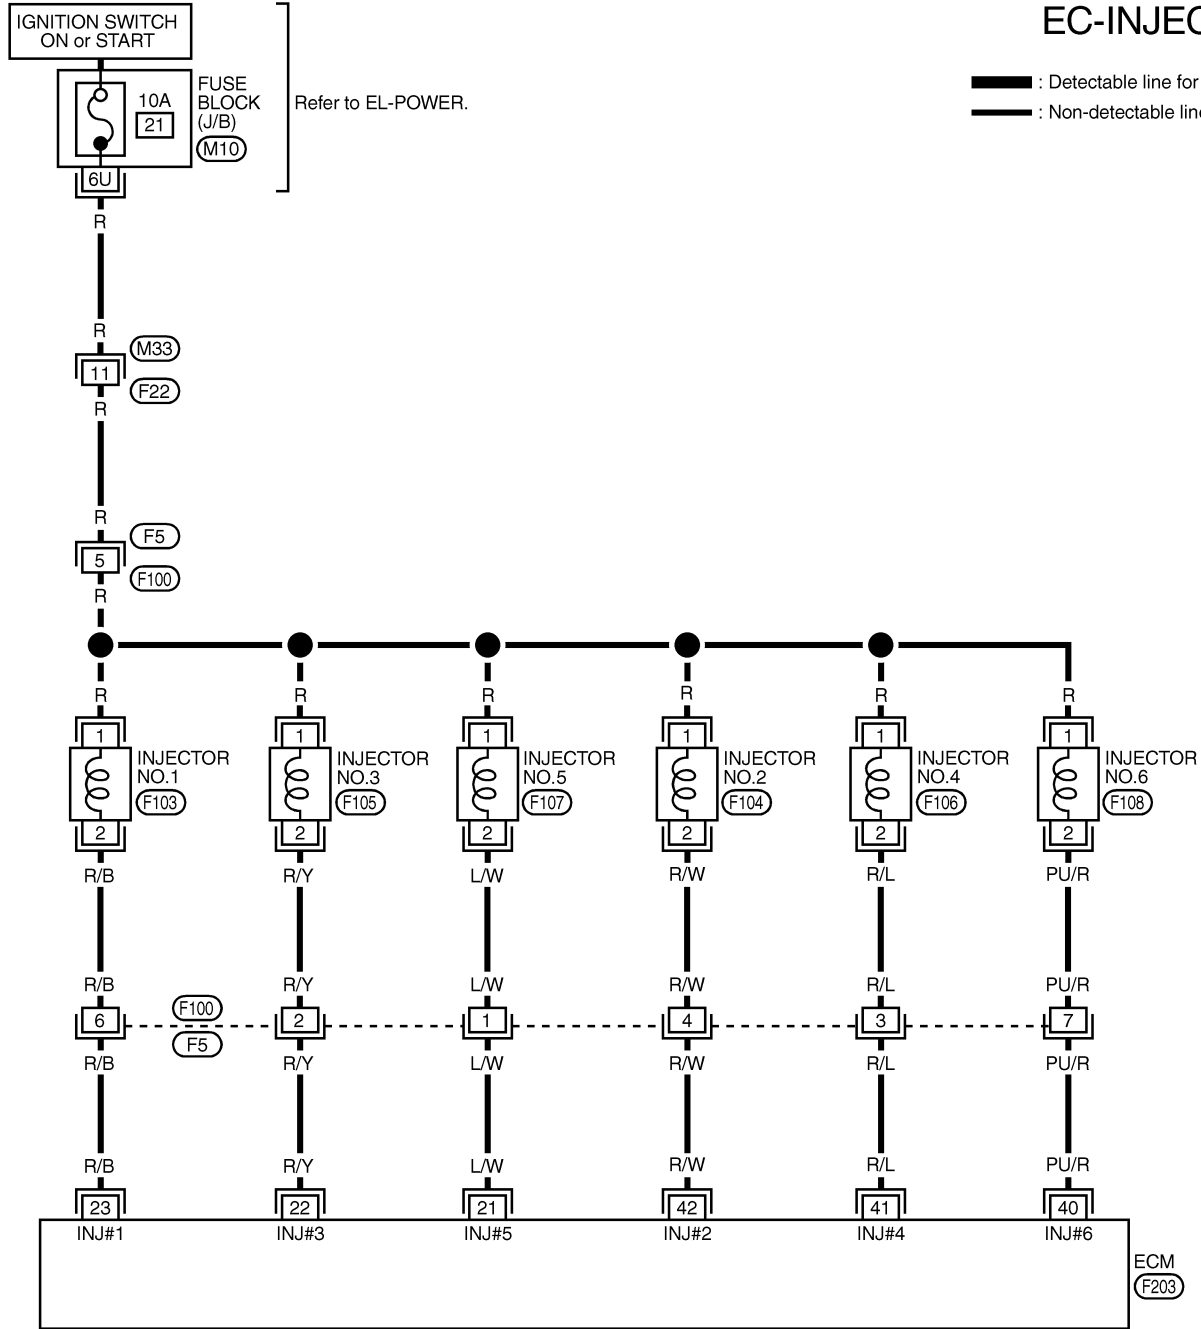 EC-INJEC
IGNITION SWITCH
ON or START
: Detectable line for
: Non-detectable line
10A
21
FUSE
BLOCK
(J/B)
M10
Refer to EL-POWER.
6U
R
R
M33
11
F22
R
R
F5
5
F100
R
R R R R R R
1 1 1 1 1 1
INJECTOR
NO.1
F103
INJECTOR
NO.3
F105
INJECTOR
NO.5
F107
INJECTOR
NO.2
F104
INJECTOR
NO.4
F106
INJECTOR
NO.6
F108
2 2 2 2 2 2
R/B R/Y L/W R/W R/L PU/R
R/B R/Y L/W R/W R/L PU/R
F100
6 2 1 4 3 7
F5
R/B R/Y L/W R/W R/L PU/R
R/B R/Y L/W R/W R/L PU/R
23 22 21 42 41 40
INJ#1 INJ#3 INJ#5 INJ#2 INJ#4 INJ#6
ECM
F203